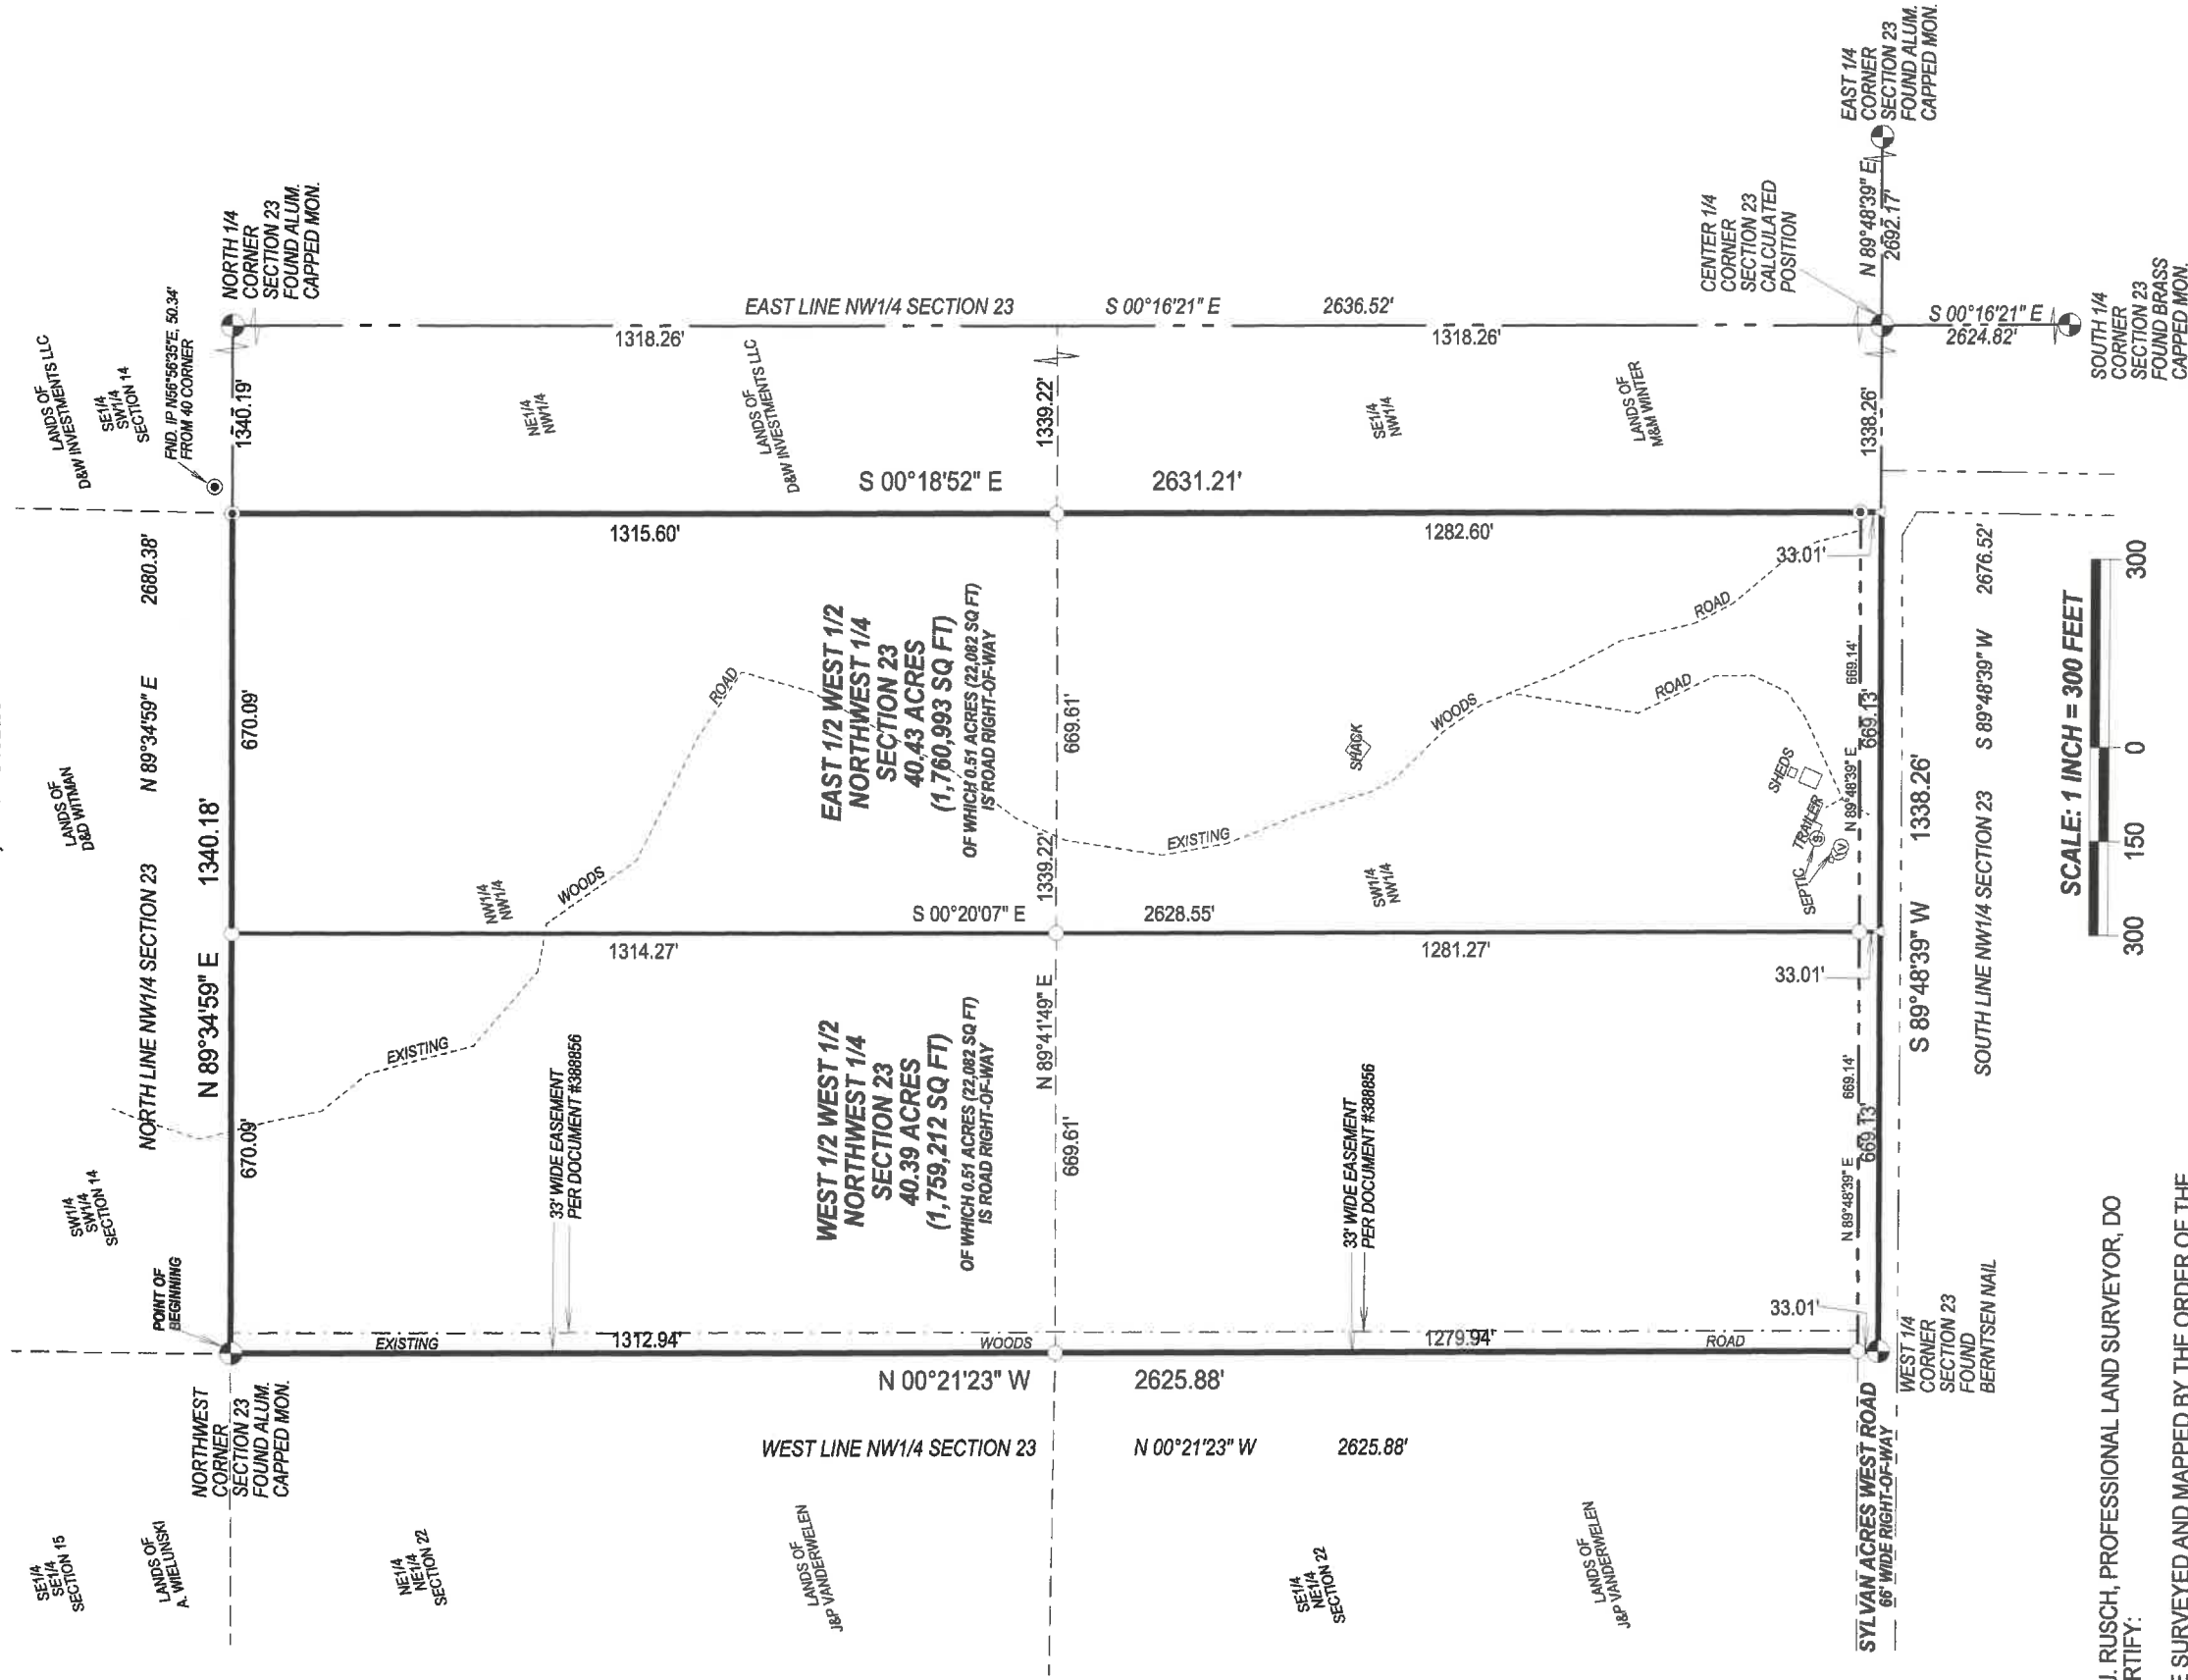 LANDS OF
D&W INVESTMENTS LLC
SE1/4
SW1/4
SECTION 14
FND. IP N56°56'35"E, 50.34'
FROM 40 CORNER
NORTH 1/4
CORNER
SECTION 23
FOUND ALUM.
CAPPED MON.
1340.19'
LANDS OF
D&D WITMAN
NORTH LINE NW1/4 SECTION 23
N 89°34'59" E
2680.38'
N 89°34'59" E
1340.18'
670.09'
670.09'
SW1/4
SW1/4
SECTION 14
POINT OF
BEGINNING
NORTHWEST
CORNER
SECTION 23
FOUND ALUM.
CAPPED MON.
SE1/4
SE1/4
SECTION 15
LANDS OF
A. WIELUNSKI
NE1/4
NE1/4
SECTION 22
LANDS OF
J&P VANDERWELEN
SE1/4
NE1/4
SECTION 22
LANDS OF
J&P VANDERWELEN
WEST LINE NW1/4 SECTION 23
N 00°21'23" W
2625.88'
N 00°21'23" W
2625.88'
EXISTING
1312.94'
WOODS
1279.94'
ROAD
33' WIDE EASEMENT
PER DOCUMENT #388856
33' WIDE EASEMENT
PER DOCUMENT #388856
EXISTING
WOODS
ROAD
WEST 1/2 WEST 1/2
NORTHWEST 1/4
SECTION 23
40.39 ACRES
(1,759,212 SQ FT)
OF WHICH 0.51 ACRES (22,082 SQ FT)
IS ROAD RIGHT-OF-WAY
N 89°41'49" E
1339.22'
669.61'
669.61'
NW1/4
NW1/4
S 00°20'07" E
2628.55'
1314.27'
1281.27'
SW1/4
NW1/4
EAST 1/2 WEST 1/2
NORTHWEST 1/4
SECTION 23
40.43 ACRES
(1,760,993 SQ FT)
OF WHICH 0.51 ACRES (22,082 SQ FT)
IS ROAD RIGHT-OF-WAY
EXISTING
WOODS
ROAD
ROAD
SHACK
SHEDS
TRAILER
SEPTIC
S
V
S 00°18'52" E
2631.21'
1315.60'
1282.60'
NE1/4
NW1/4
LANDS OF
D&W INVESTMENTS LLC
1339.22'
SE1/4
NW1/4
LANDS OF
M&M WINTER
EAST LINE NW1/4 SECTION 23
S 00°16'21" E
2636.52'
1318.26'
1318.26'
CENTER 1/4
CORNER
SECTION 23
CALCULATED
POSITION
EAST 1/4
CORNER
SECTION 23
FOUND ALUM.
CAPPED MON.
N 89°48'39" E
2692.17'
S 00°16'21" E
2624.82'
SOUTH 1/4
CORNER
SECTION 23
FOUND BRASS
CAPPED MON.
1338.26'
33.01'
33.01'
33.01'
N 89°48'39" E
669.14'
669.13'
N 89°48'39" E
669.14'
669.13'
S 89°48'39" W
1338.26'
SOUTH LINE NW1/4 SECTION 23
S 89°48'39" W
2676.52'
WEST 1/4
CORNER
SECTION 23
FOUND
BERNTSEN NAIL
SYLVAN ACRES WEST ROAD
66' WIDE RIGHT-OF-WAY
SCALE: 1 INCH = 300 FEET
300
150
0
300
J. RUSCH, PROFESSIONAL LAND SURVEYOR, DO
RTIFY:
E SURVEYED AND MAPPED BY THE ORDER OF THE